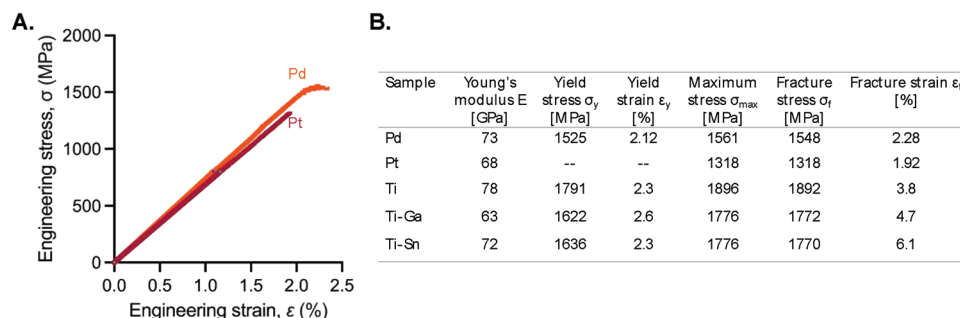 A.
B.
2000
1500
1000
500
0
Engineering stress, σ (MPa)
Pd
Pt
0.0 0.5 1.0 1.5 2.0 2.5
Engineering strain, ε (%)
Sample Young's modulus E [GPa] Yield stress σy [MPa] Yield strain εy [%] Maximum stress σmax [MPa] Fracture stress σf [MPa] Fracture strain εf [%]
Pd 73 1525 2.12 1561 1548 2.28
Pt 68 -- -- 1318 1318 1.92
Ti 78 1791 2.3 1896 1892 3.8
Ti-Ga 63 1622 2.6 1776 1772 4.7
Ti-Sn 72 1636 2.3 1776 1770 6.1